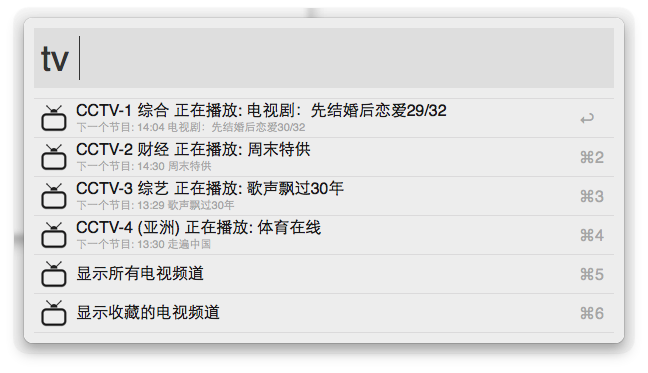 tv
CCTV-1 综合 正在播放: 电视剧：先结婚后恋爱29/32
下一个节目: 14:04 电视剧：先结婚后恋爱30/32
↩
CCTV-2 财经 正在播放: 周末特供
下一个节目: 14:30 周末特供
⌘2
CCTV-3 综艺 正在播放: 歌声飘过30年
下一个节目: 13:29 歌声飘过30年
⌘3
CCTV-4 (亚洲) 正在播放: 体育在线
下一个节目: 13:30 走遍中国
⌘4
显示所有电视频道
⌘5
显示收藏的电视频道
⌘6